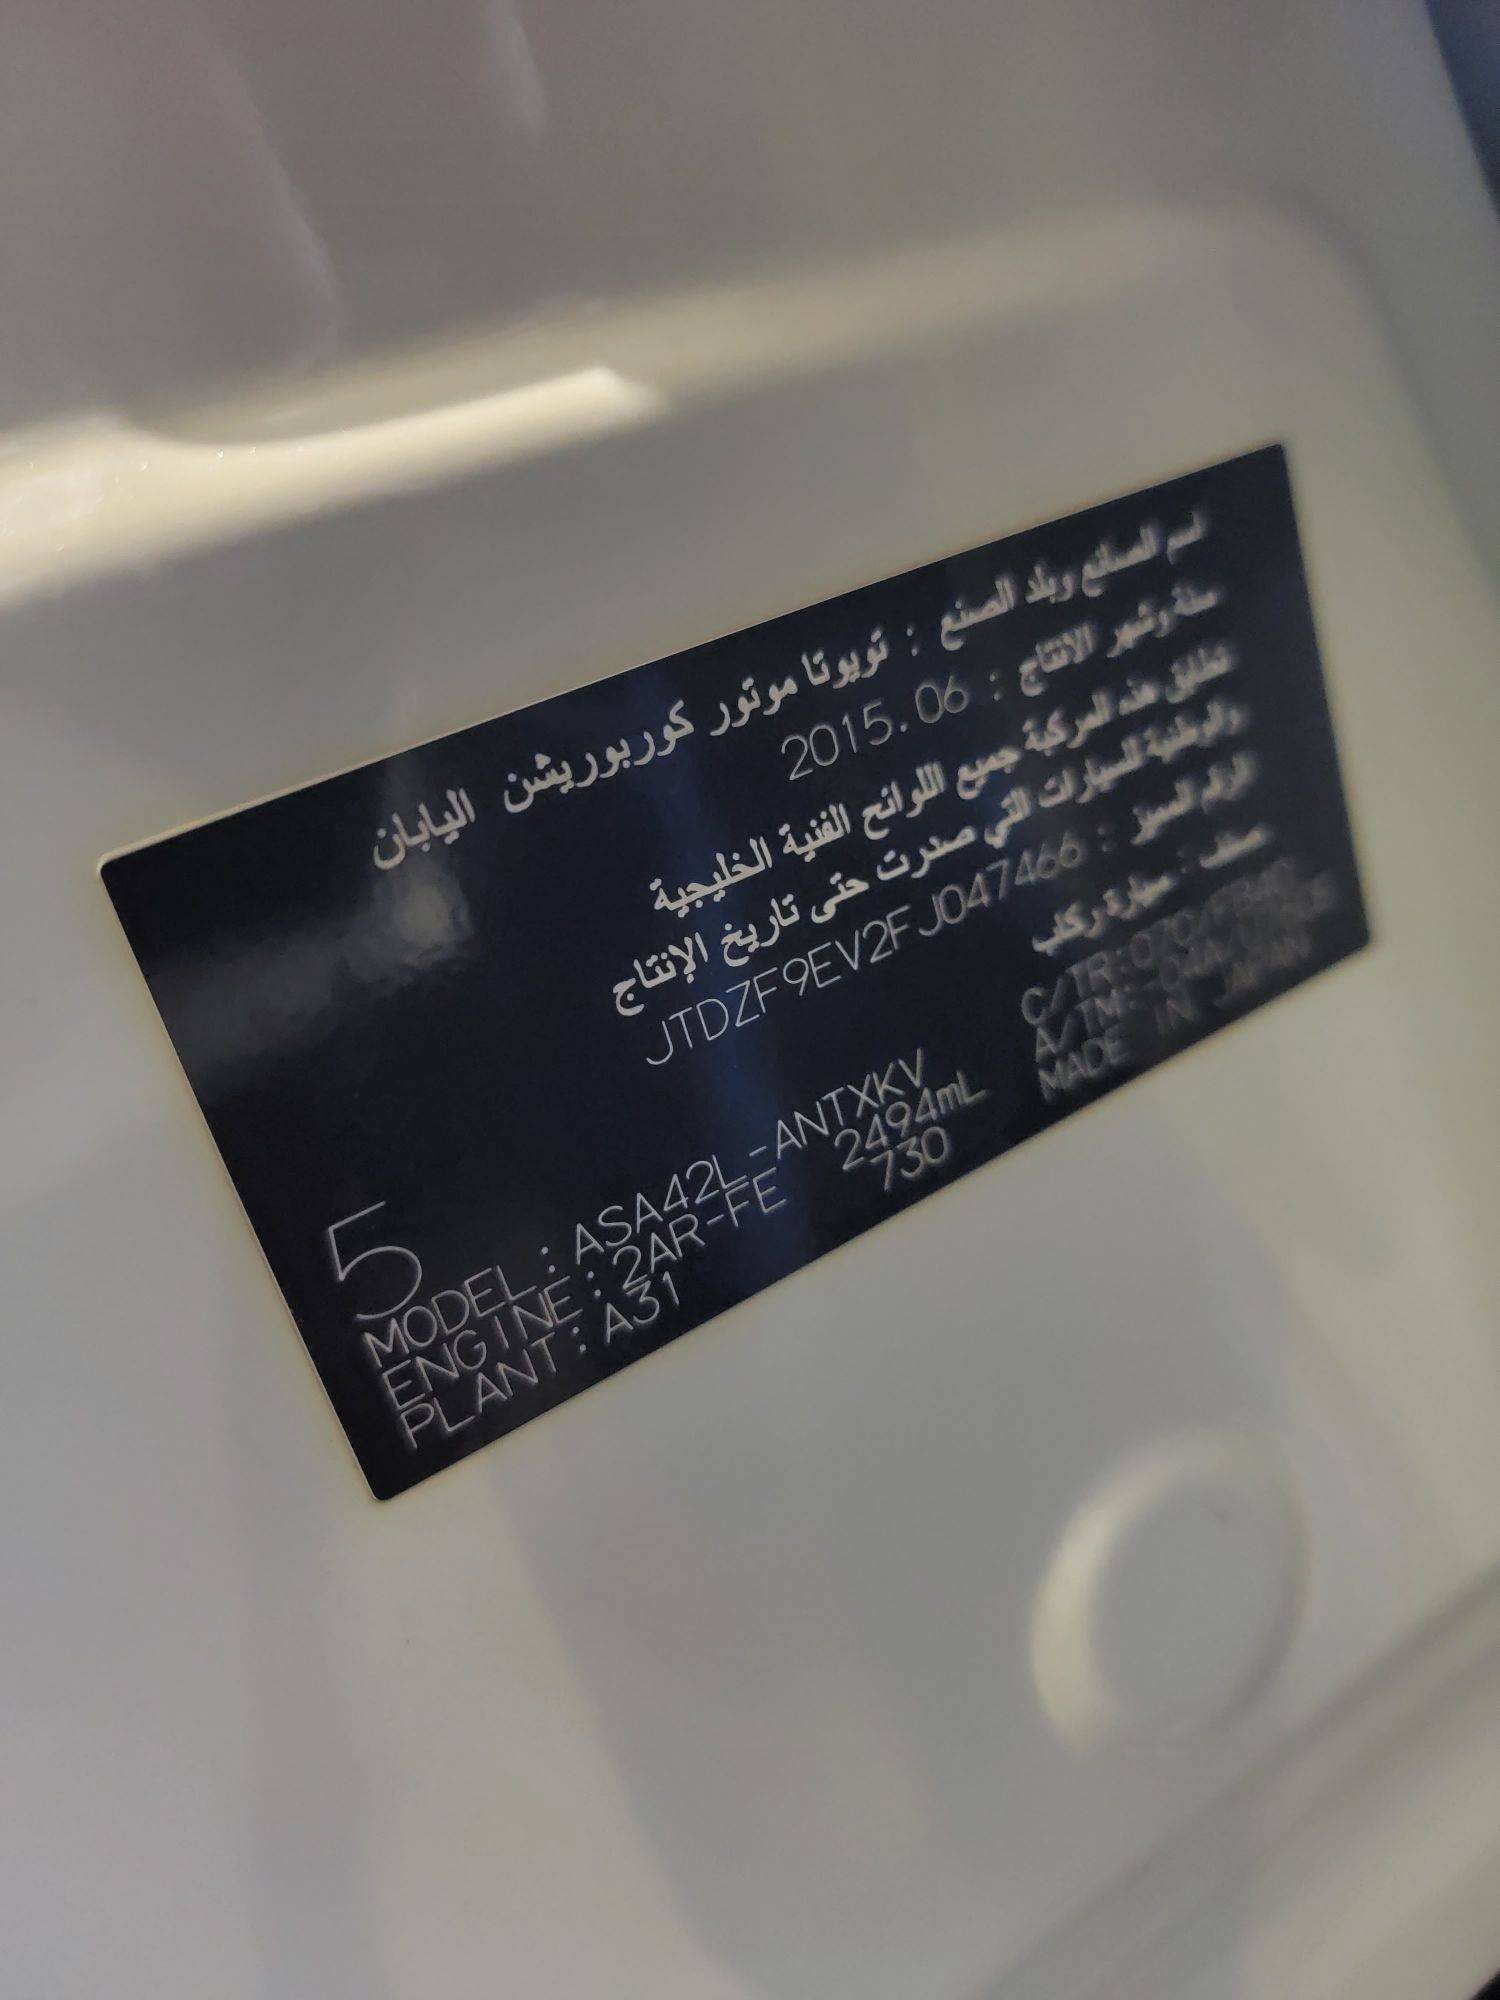 اسم الصانع وبلد الصنع : تويوتا موتور كوربوريشن اليابان
سنة وشهر الانتاج : 2015.06
تطابق هذه المركبة جميع اللوائح الفنية الخليجية
والوطنية للسيارات التي صدرت حتى تاريخ الإنتاج
الرقم المميز : JTDZF9EV2FJ047466
صنف : سيارة ركاب
5
MODEL : ASA42L-ANTXKV C/TR:
ENGINE : 2AR-FE 2494mL A/TM:
PLANT : A31 730 MADE IN JAPAN